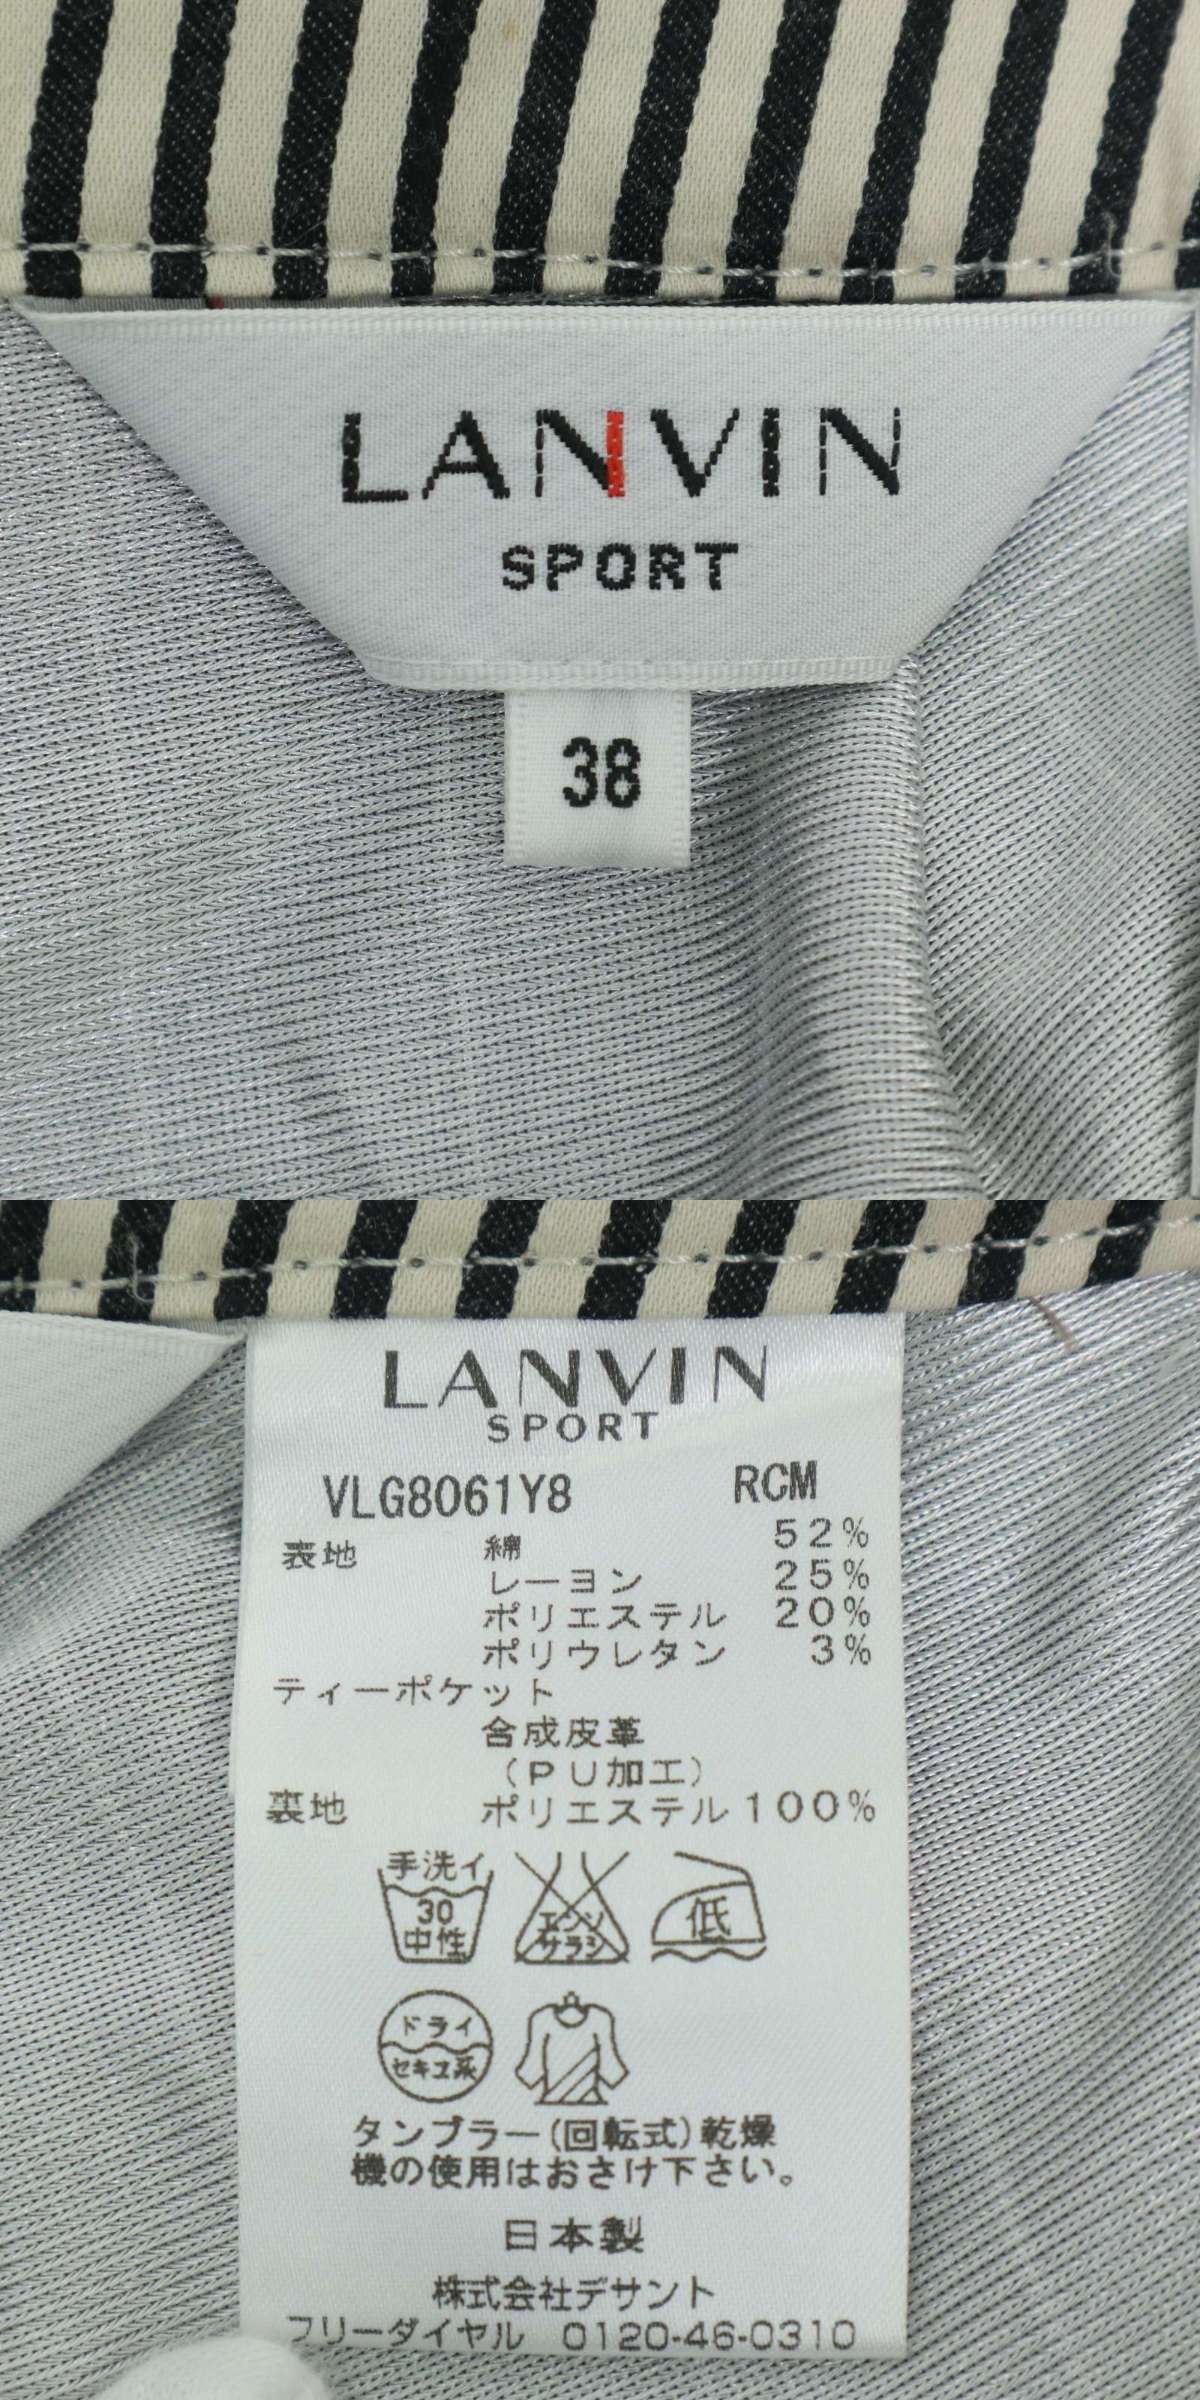 LANVIN
SPORT
38
LANVIN
SPORT
VLG8061Y8 RCM
表地 綿 52%
レーヨン 25%
ポリエステル 20%
ポリウレタン 3%
ティーポケット
合成皮革
(PU加工)
裏地 ポリエステル100%
手洗イ
30
中性
エンソ
サラシ
低
ドライ
セキユ系
タンブラー(回転式)乾燥
機の使用はおさけ下さい。
日本製
株式会社デサント
フリーダイヤル 0120-46-0310